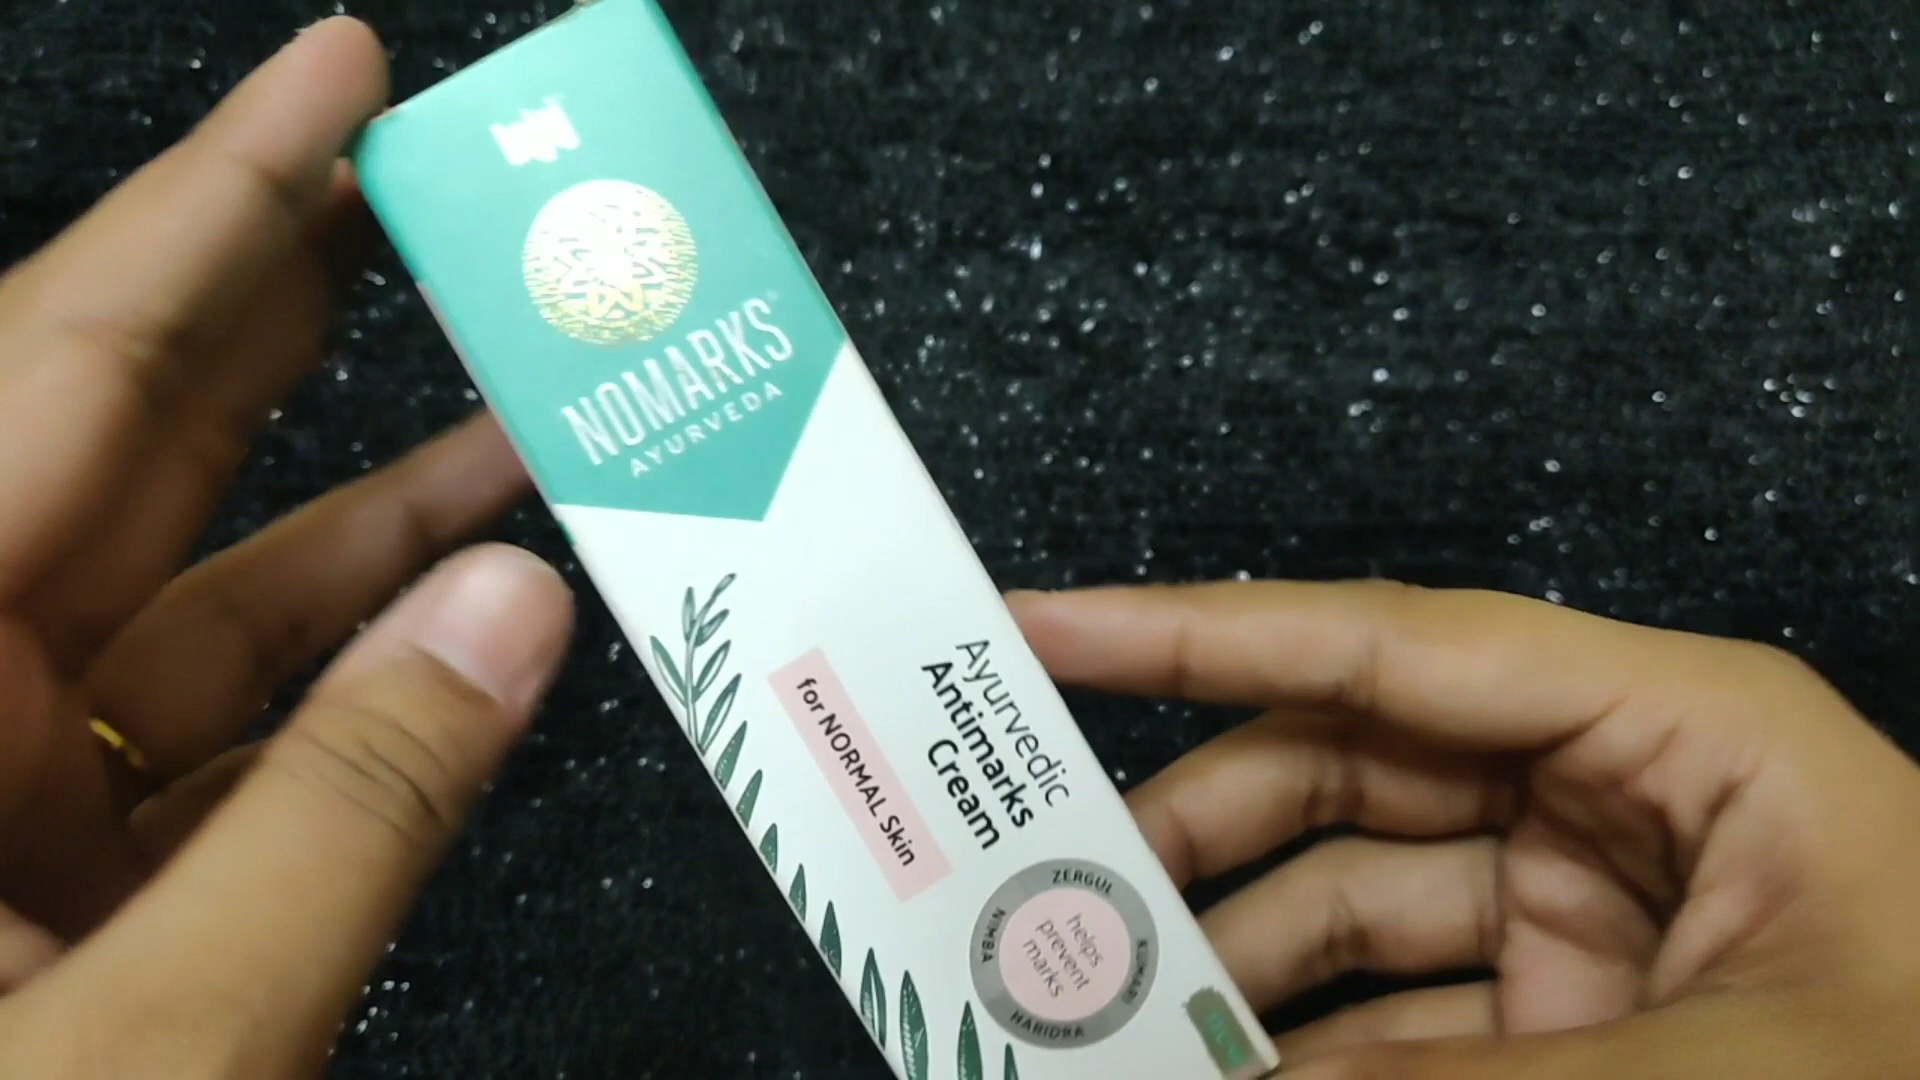 NOMARKS
AYURVEDA
Ayurvedic
Antimarks
Cream
for NORMAL Skin
ZERGUL
KUMARI
HARIDRA
NIMBA
helps
prevent
marks